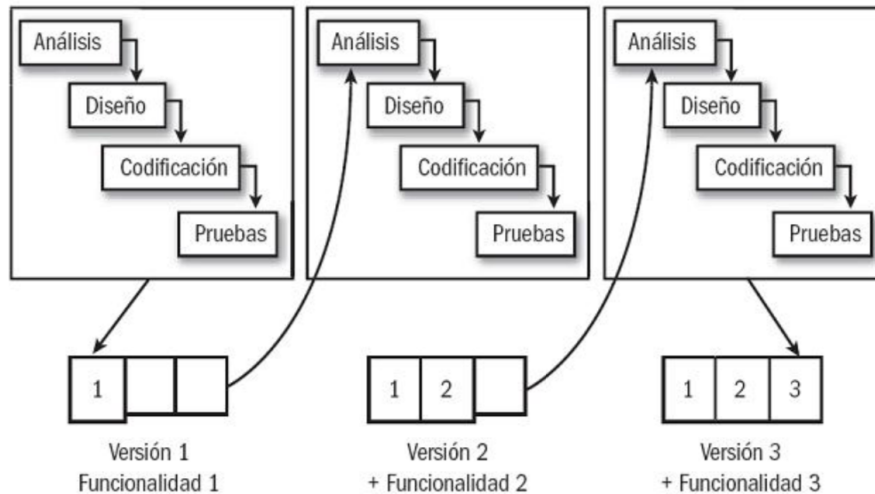 Análisis
Diseño
Codificación
Pruebas
Análisis
Diseño
Codificación
Pruebas
Análisis
Diseño
Codificación
Pruebas
1
1 2
1 2 3
Versión 1
Funcionalidad 1
Versión 2
+ Funcionalidad 2
Versión 3
+ Funcionalidad 3